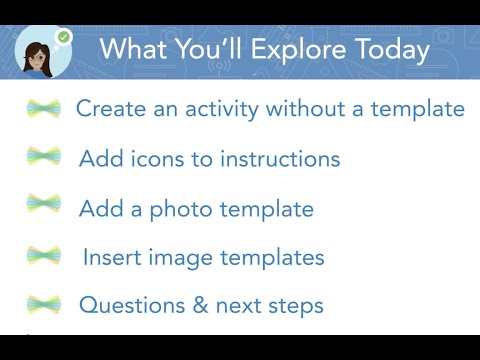 What You'll Explore Today
Create an activity without a template
Add icons to instructions
Add a photo template
Insert image templates
Questions & next steps